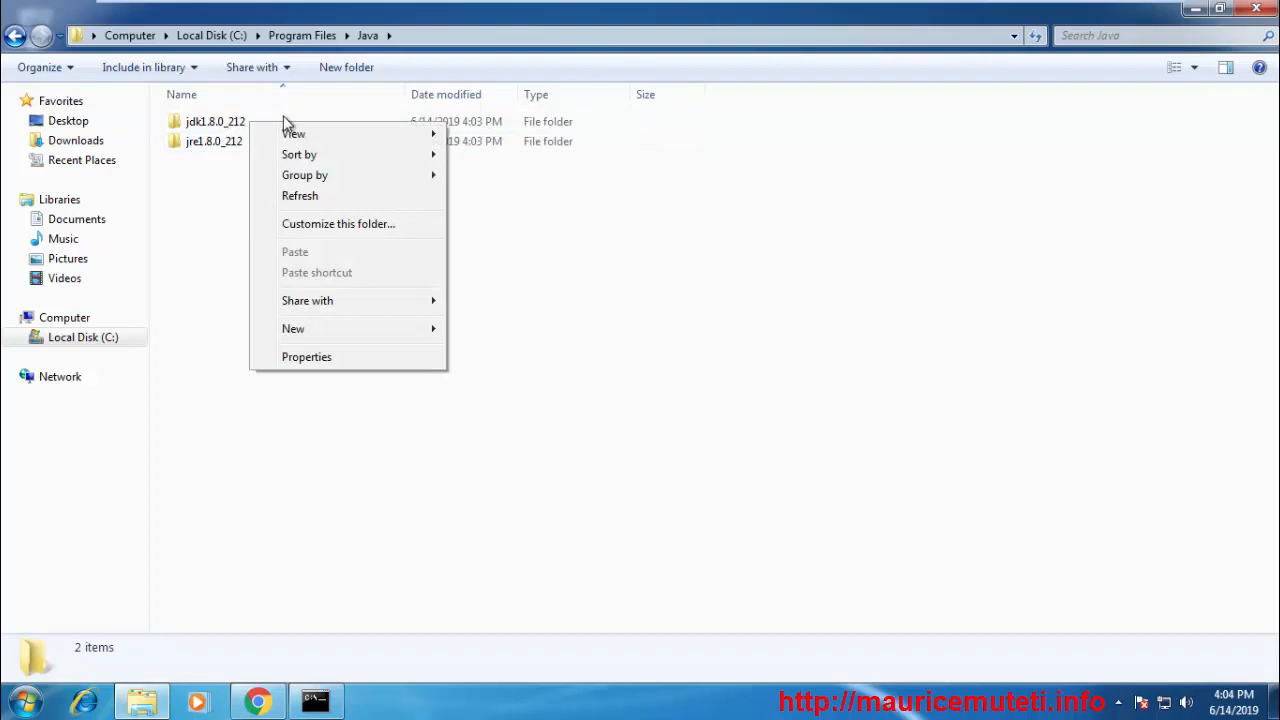 Computer Local Disk (C:) Program Files Java Search Java
Organize Include in library Share with New folder
Name Date modified Type Size
Favorites
Desktop
Downloads
Recent Places
Libraries
Documents
Music
Pictures
Videos
Computer
Local Disk (C:)
Network
jdk1.8.0_212 6/14/2019 4:03 PM File folder
jre1.8.0_212 19 4:03 PM File folder
View
Sort by
Group by
Refresh
Customize this folder...
Paste
Paste shortcut
Share with
New
Properties
2 items
C:\.
http://mauricemuteti.info
4:04 PM
6/14/2019